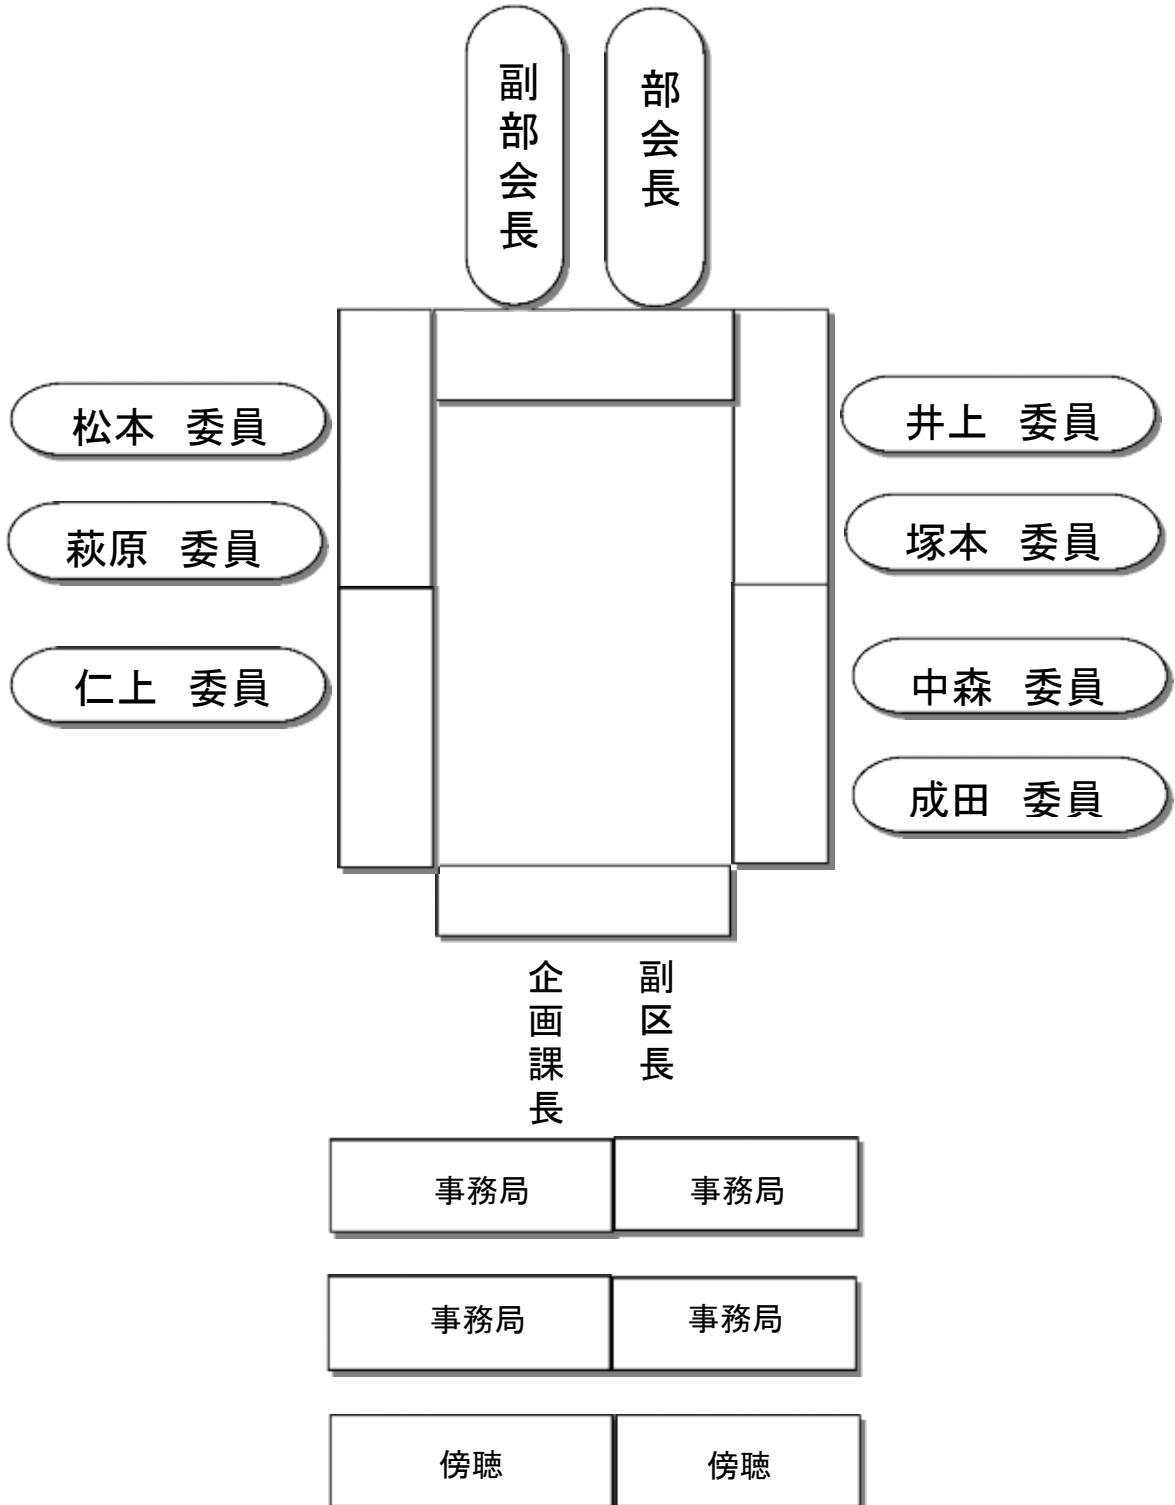 副部会長
部会長
松本　委員
井上　委員
萩原　委員
塚本　委員
仁上　委員
中森　委員
成田　委員
企画課長
副区長
事務局
事務局
事務局
事務局
傍聴
傍聴